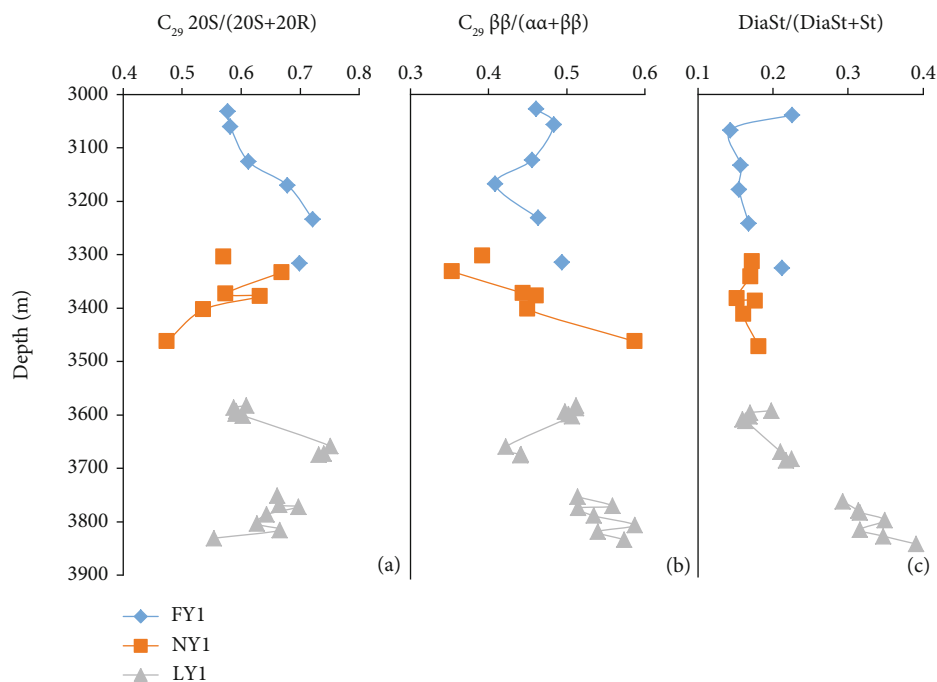 C₂₉ 20S/(20S+20R) C₂₉ ββ/(αα+ββ) DiaSt/(DiaSt+St)
0.4 0.5 0.6 0.7 0.8 0.3 0.4 0.5 0.6 0.1 0.2 0.3 0.4
3000
3100
3200
3300
3400
3500
3600
3700
3800
3900
Depth (m)
(a) (b) (c)
FY1
NY1
LY1